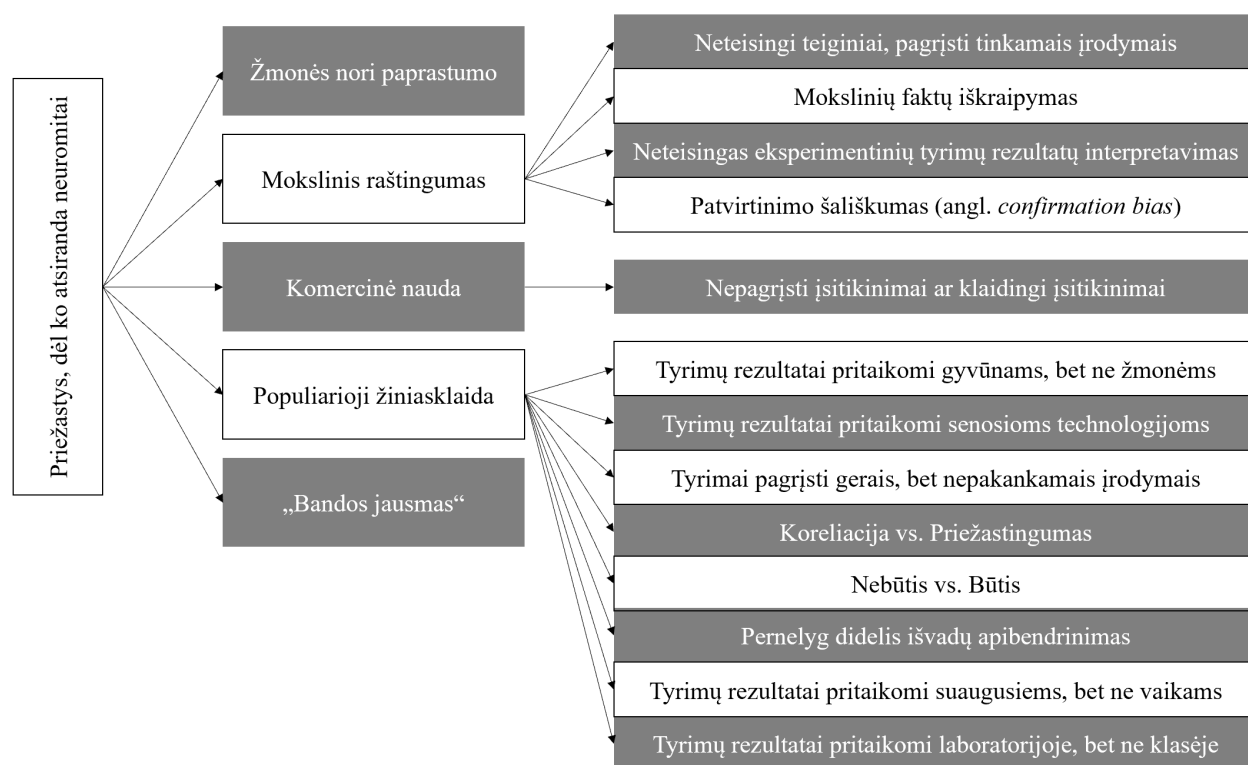 Priežastys, dėl ko atsiranda neuromitai
Žmonės nori paprastumo
Mokslinis raštingumas
Komercinė nauda
Populiarioji žiniasklaida
„Bandos jausmas“
Neteisingi teiginiai, pagrįsti tinkamais įrodymais
Mokslinių faktų iškraipymas
Neteisingas eksperimentinių tyrimų rezultatų interpretavimas
Patvirtinimo šališkumas (angl. confirmation bias)
Nepagrįsti įsitikinimai ar klaidingi įsitikinimai
Tyrimų rezultatai pritaikomi gyvūnams, bet ne žmonėms
Tyrimų rezultatai pritaikomi senosioms technologijoms
Tyrimai pagrįsti gerais, bet nepakankamais įrodymais
Koreliacija vs. Priežastingumas
Nebūtis vs. Būtis
Pernelyg didelis išvadų apibendrinimas
Tyrimų rezultatai pritaikomi suaugusiems, bet ne vaikams
Tyrimų rezultatai pritaikomi laboratorijoje, bet ne klasėje